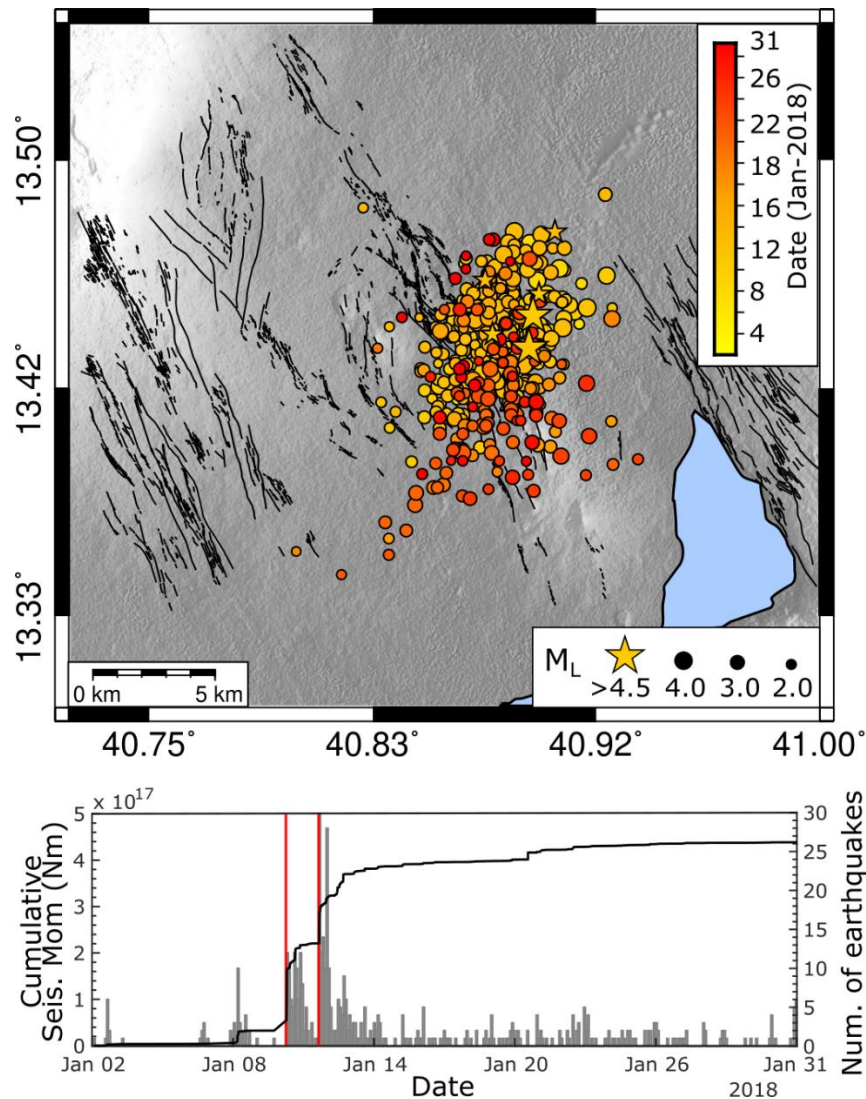 31
26
22
18
16
12
8
4
Date (Jan-2018)
13.50°
13.42°
13.33°
M_L
>4.5 4.0 3.0 2.0
0 km 5 km
40.75° 40.83° 40.92° 41.00°
× 10^17
5
4
3
2
1
0
Cumulative
Seis. Mom (Nm)
30
25
20
15
10
5
0
Num. of earthquakes
Jan 02 Jan 08 Jan 14 Jan 20 Jan 26 Jan 31
Date
2018